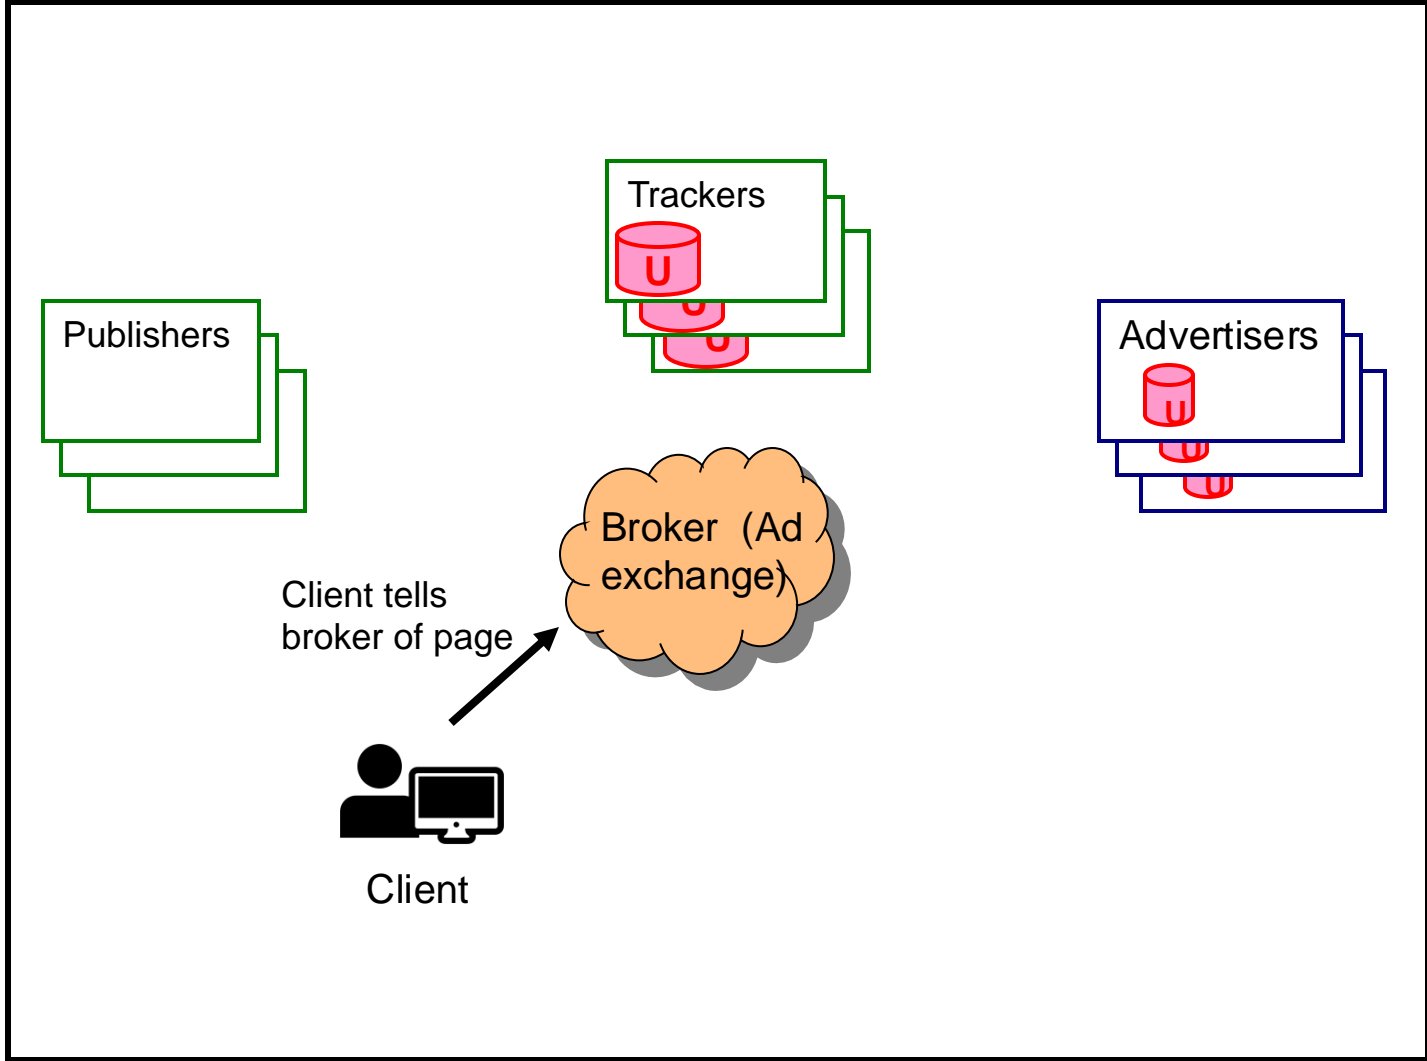 Trackers
U
U
U
Publishers
Advertisers
U
U
U
Broker (Ad
exchange)
Client tells
broker of page
Client